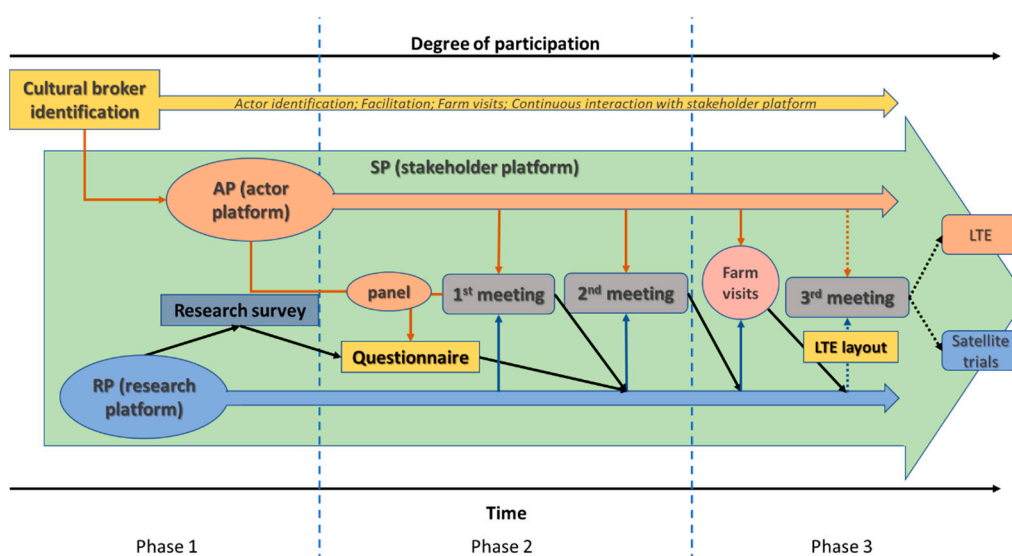 Degree of participation
Cultural broker
identification
Actor identification; Facilitation; Farm visits; Continuous interaction with stakeholder platform
SP (stakeholder platform)
AP (actor
platform)
LTE
panel
1st meeting
2nd meeting
Farm
visits
3rd meeting
Research survey
Questionnaire
LTE layout
Satellite
trials
RP (research
platform)
Time
Phase 1
Phase 2
Phase 3